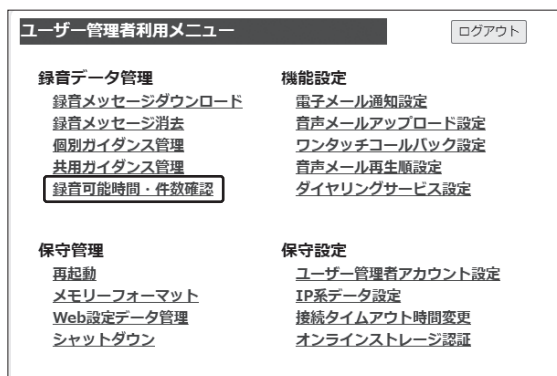 ユーザー管理者利用メニュー
ログアウト
録音データ管理
録音メッセージダウンロード
録音メッセージ消去
個別ガイダンス管理
共用ガイダンス管理
録音可能時間・件数確認
機能設定
電子メール通知設定
音声メールアップロード設定
ワンタッチコールバック設定
音声メール再生順設定
ダイヤリングサービス設定
保守管理
再起動
メモリーフォーマット
Web設定データ管理
シャットダウン
保守設定
ユーザー管理者アカウント設定
IP系データ設定
接続タイムアウト時間変更
オンラインストレージ認証